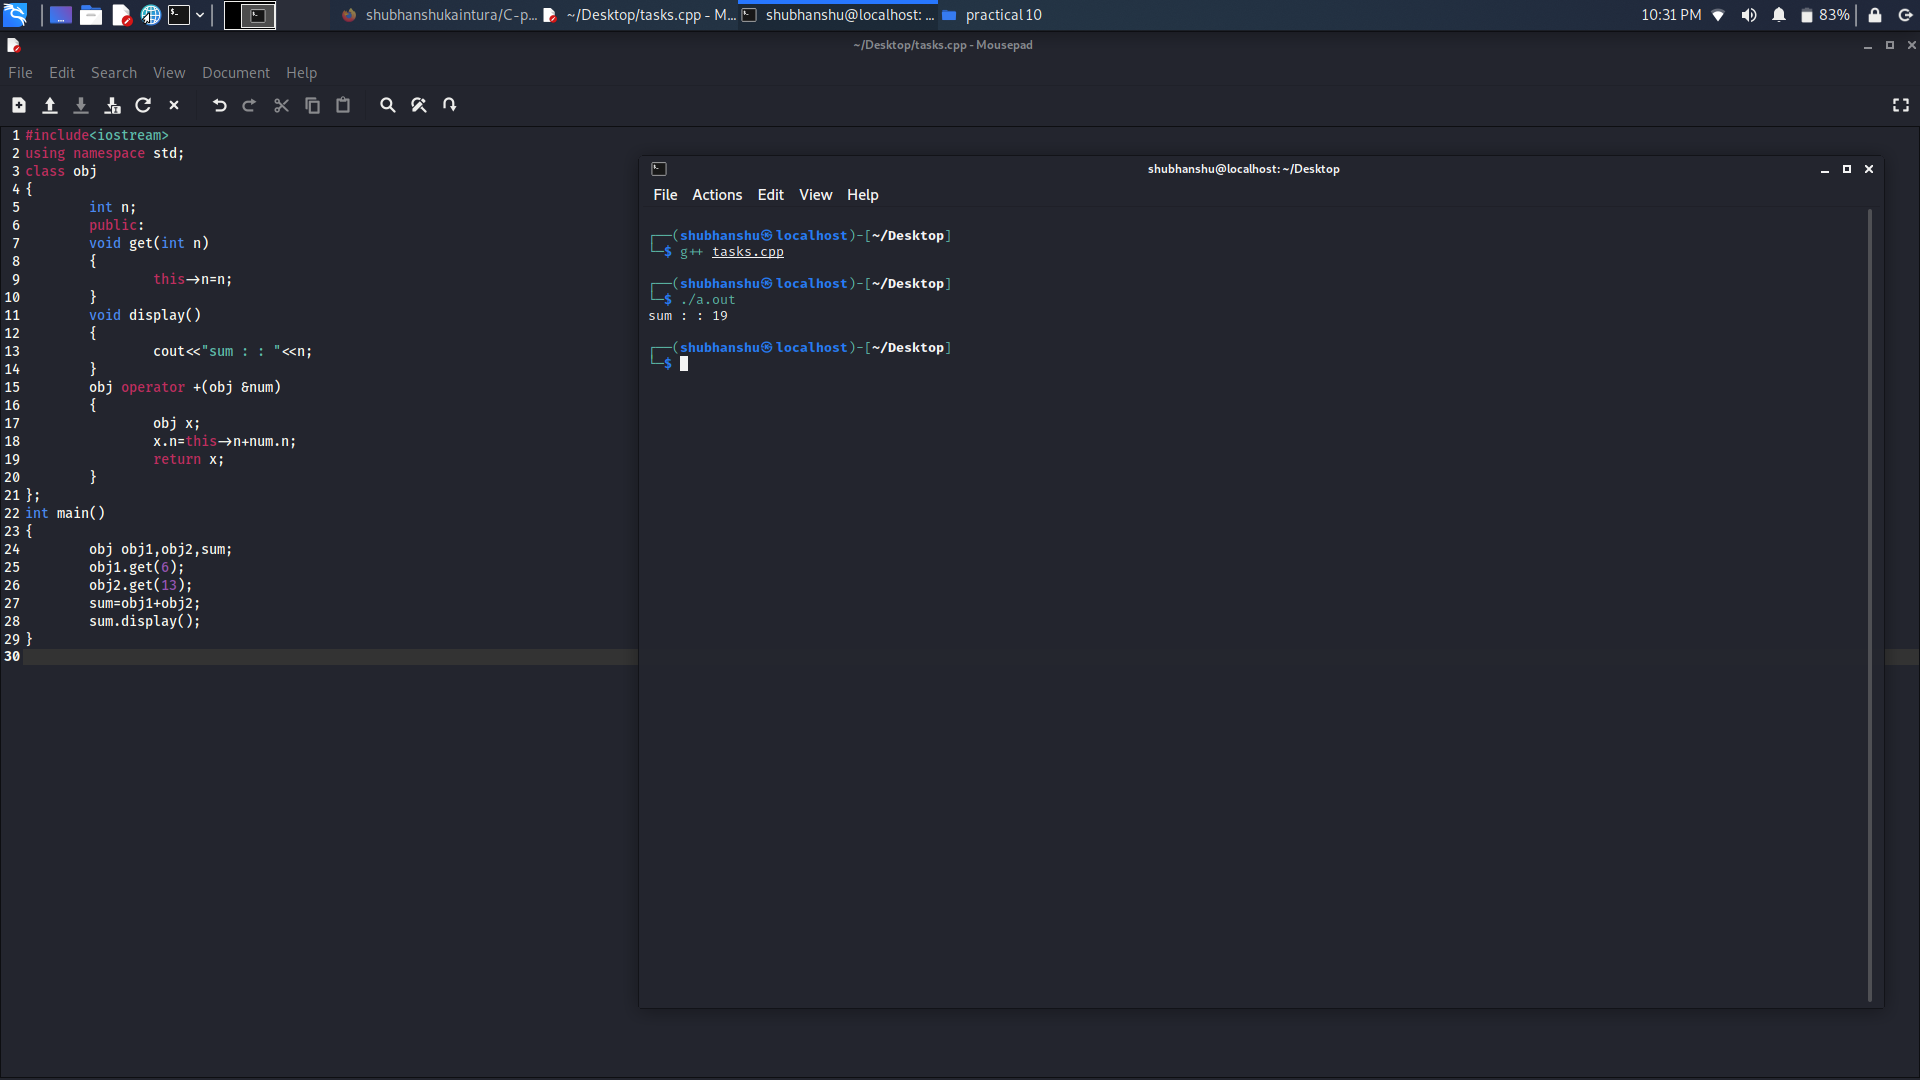 shubhanshukaintura/C-p... ~/Desktop/tasks.cpp - M... shubhanshu@localhost: ... practical 10 10:31 PM 83%
~/Desktop/tasks.cpp - Mousepad
File Edit Search View Document Help
1 #include<iostream>
2 using namespace std;
3 class obj
4 {
5 int n;
6 public:
7 void get(int n)
8 {
9 this->n=n;
10 }
11 void display()
12 {
13 cout<<"sum : : "<<n;
14 }
15 obj operator +(obj &num)
16 {
17 obj x;
18 x.n=this->n+num.n;
19 return x;
20 }
21 };
22 int main()
23 {
24 obj obj1,obj2,sum;
25 obj1.get(6);
26 obj2.get(13);
27 sum=obj1+obj2;
28 sum.display();
29 }
30
shubhanshu@localhost: ~/Desktop
File Actions Edit View Help
┌──(shubhanshu㉿localhost)-[~/Desktop]
└─$ g++ tasks.cpp
┌──(shubhanshu㉿localhost)-[~/Desktop]
└─$ ./a.out
sum : : 19
┌──(shubhanshu㉿localhost)-[~/Desktop]
└─$